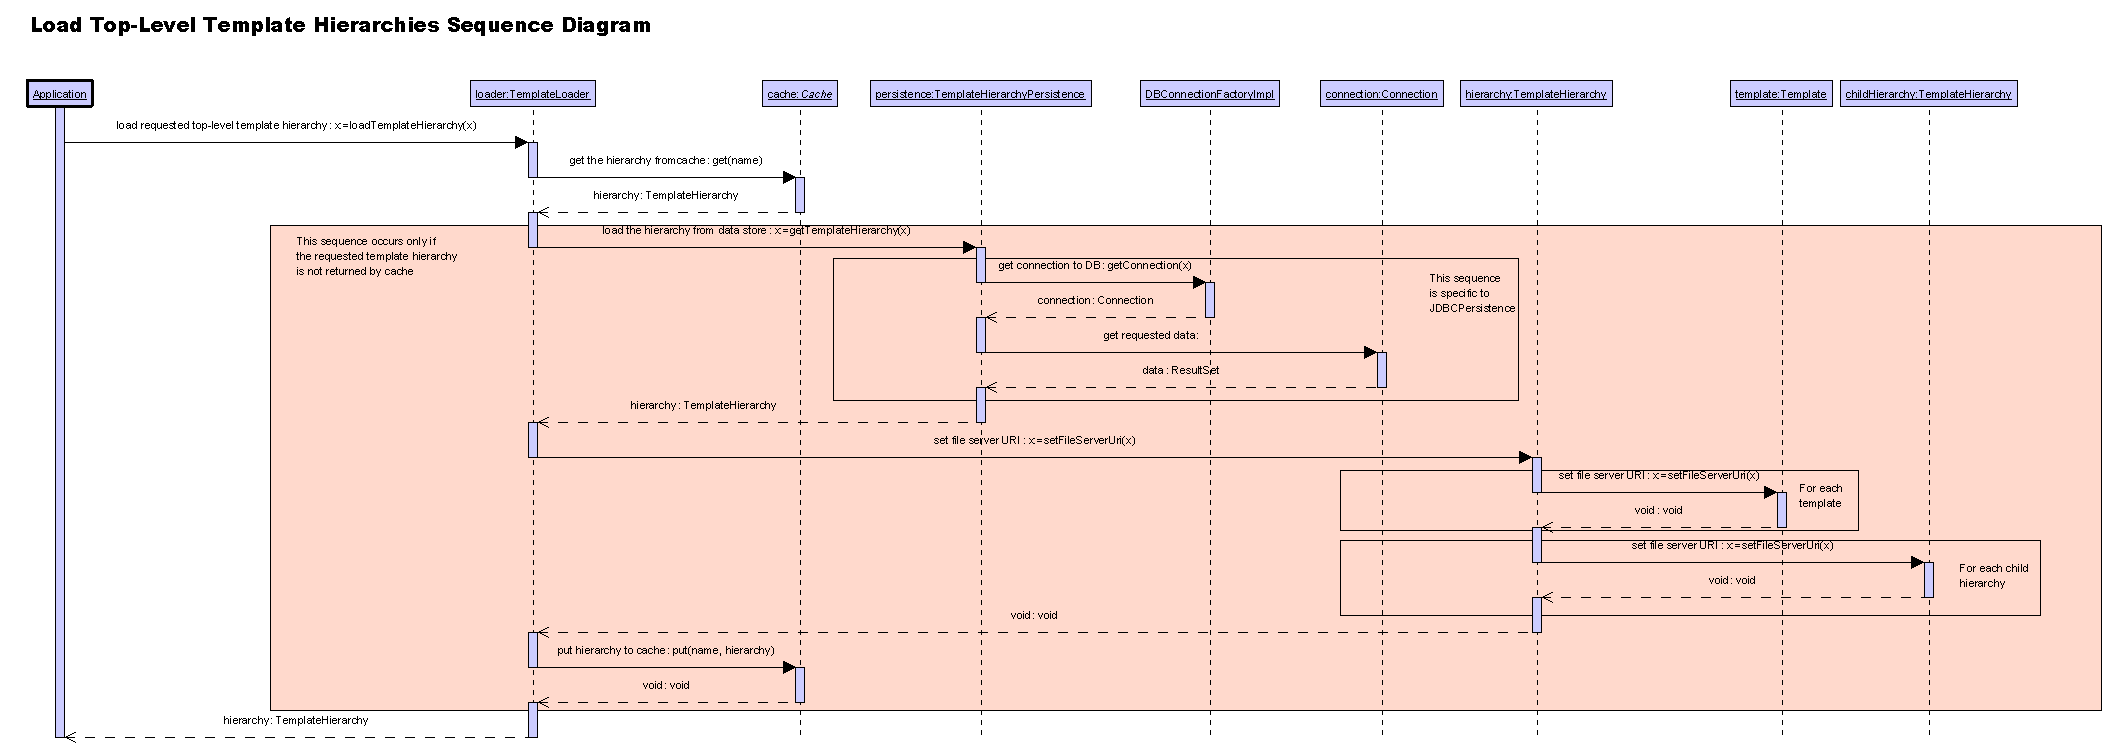 Load Top-Level Template Hierarchies Sequence Diagram
Application
loader:TemplateLoader
cache:Cache
persistence:TemplateHierarchyPersistence
DBConnectionFactoryImpl
connection:Connection
hierarchy:TemplateHierarchy
template:Template
childHierarchy:TemplateHierarchy
load requested top-level template hierarchy : x:=loadTemplateHierarchy(x)
get the hierarchy fromcache : get(name)
hierarchy: TemplateHierarchy
load the hierarchy from data store : x:=getTemplateHierarchy(x)
This sequence occurs only if
the requested template hierarchy
is not returned by cache
get connection to DB : getConnection(x)
This sequence
is specific to
JDBCPersistence
connection : Connection
get requested data:
data : ResultSet
hierarchy : TemplateHierarchy
set file server URI : x:=setFileServerUri(x)
set file server URI : x:=setFileServerUri(x)
For each
template
void : void
set file server URI : x:=setFileServerUri(x)
For each child
hierarchy
void : void
void : void
put hierarchy to cache : put(name, hierarchy)
void : void
hierarchy: TemplateHierarchy